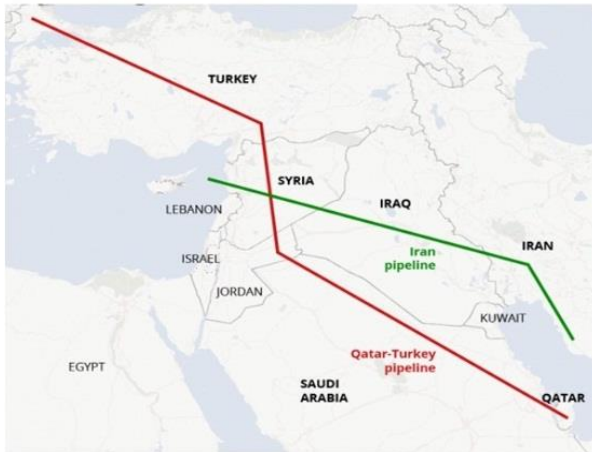 TURKEY
SYRIA
LEBANON
IRAQ
ISRAEL
Iran
pipeline
IRAN
JORDAN
KUWAIT
Qatar-Turkey
pipeline
EGYPT
SAUDI
ARABIA
QATAR